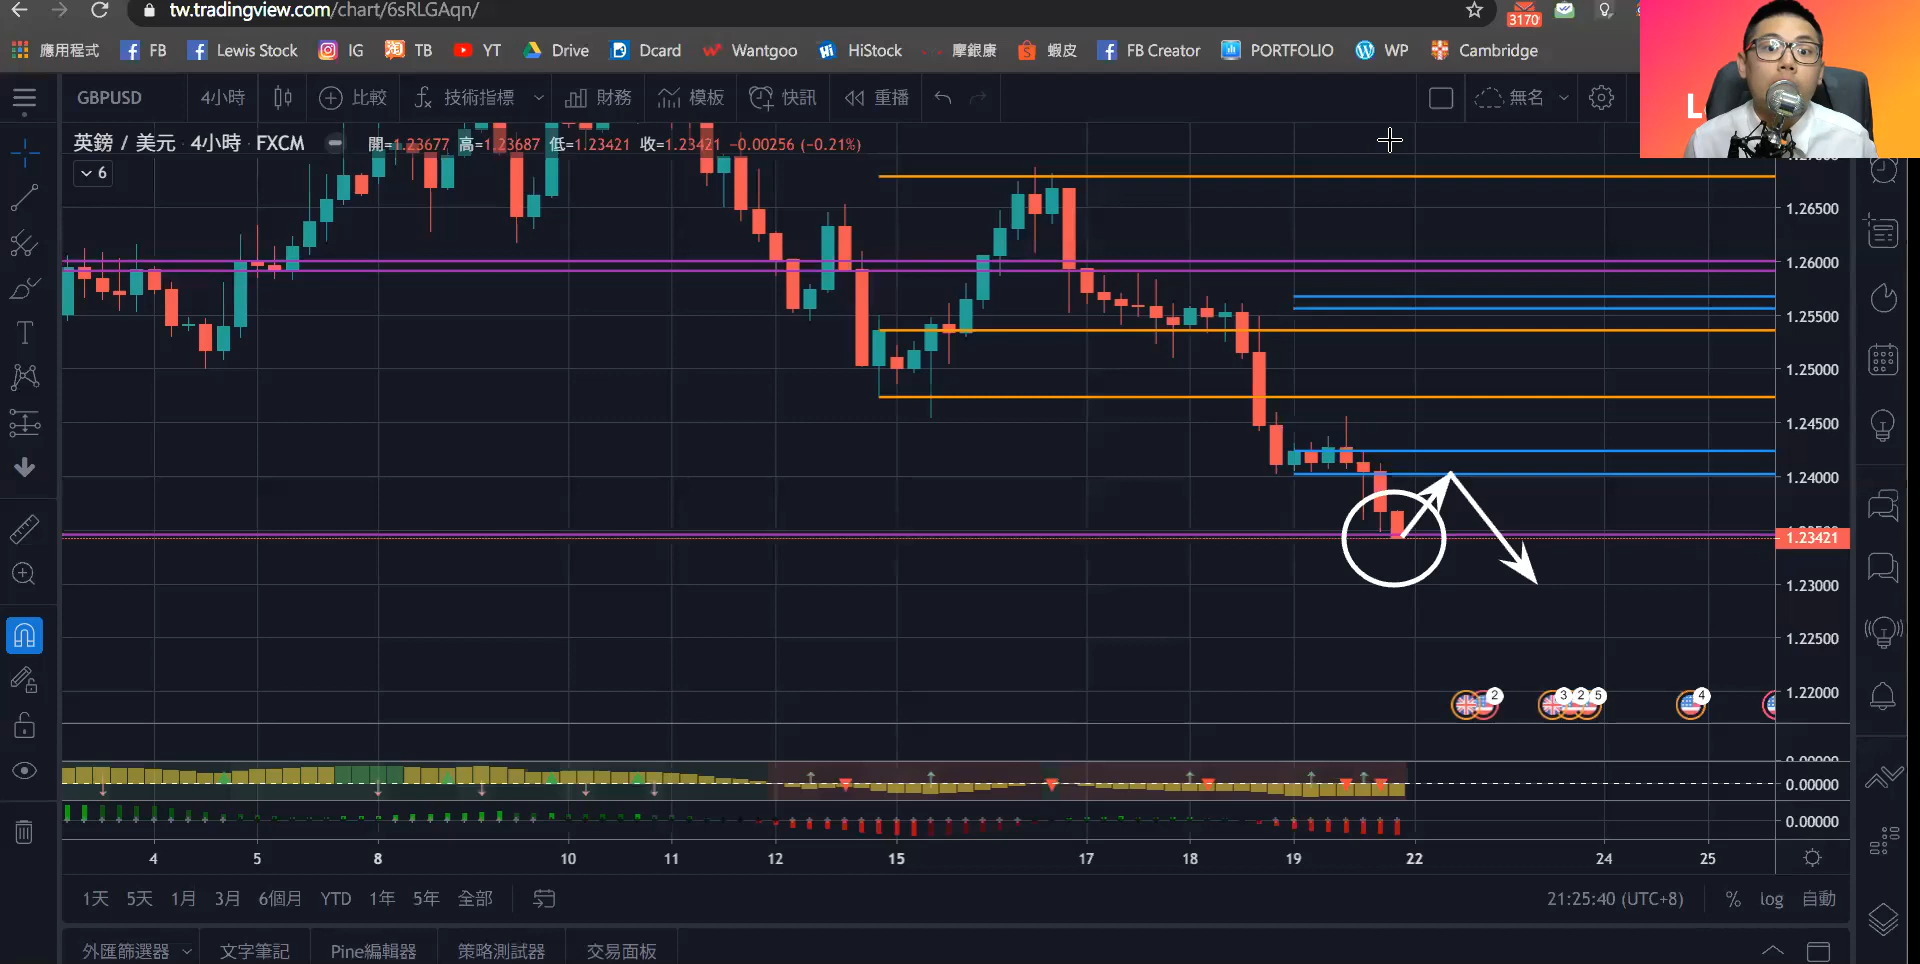 tw.tradingview.com/chart/6sRLGAqn/
3170
應用程式 FB Lewis Stock IG TB YT Drive Dcard Wantgoo HiStock 摩銀康 蝦皮 FB Creator PORTFOLIO WP Cambridge
L
GBPUSD 4小時 比較 技術指標 財務 模板 快訊 重播 無名
英鎊 / 美元 4小時 FXCM 開=1.23677 高=1.23687 低=1.23421 收=1.23421 −0.00256 (−0.21%)
6
1.26500
1.26000
1.25500
1.25000
1.24500
1.24000
1.23421
1.23000
1.22500
1.22000
2 3 2 5 4
0.00000
0.00000
4 5 8 10 11 12 15 17 18 19 22 24 25
1天 5天 1月 3月 6個月 YTD 1年 5年 全部 21:25:40 (UTC+8) % log 自動
外匯篩選器 文字筆記 Pine編輯器 策略測試器 交易面板